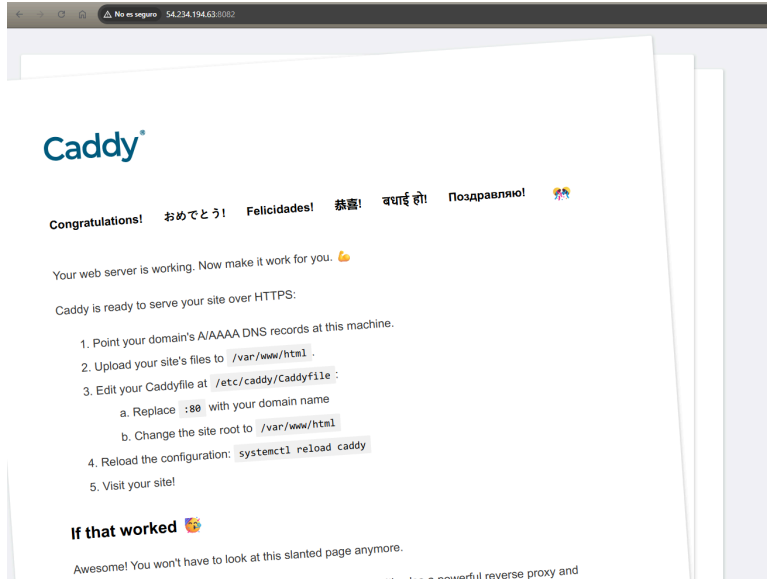 No es seguro 54.234.194.63:8082
Caddy
Congratulations! おめでとう! Felicidades! 恭喜! बधाई हो! Поздравляю! 🎊
Your web server is working. Now make it work for you. 💪
Caddy is ready to serve your site over HTTPS:
1. Point your domain's A/AAAA DNS records at this machine.
2. Upload your site's files to /var/www/html .
3. Edit your Caddyfile at /etc/caddy/Caddyfile :
a. Replace :80 with your domain name
b. Change the site root to /var/www/html
4. Reload the configuration: systemctl reload caddy
5. Visit your site!
If that worked 🥳
Awesome! You won't have to look at this slanted page anymore.
a powerful reverse proxy and